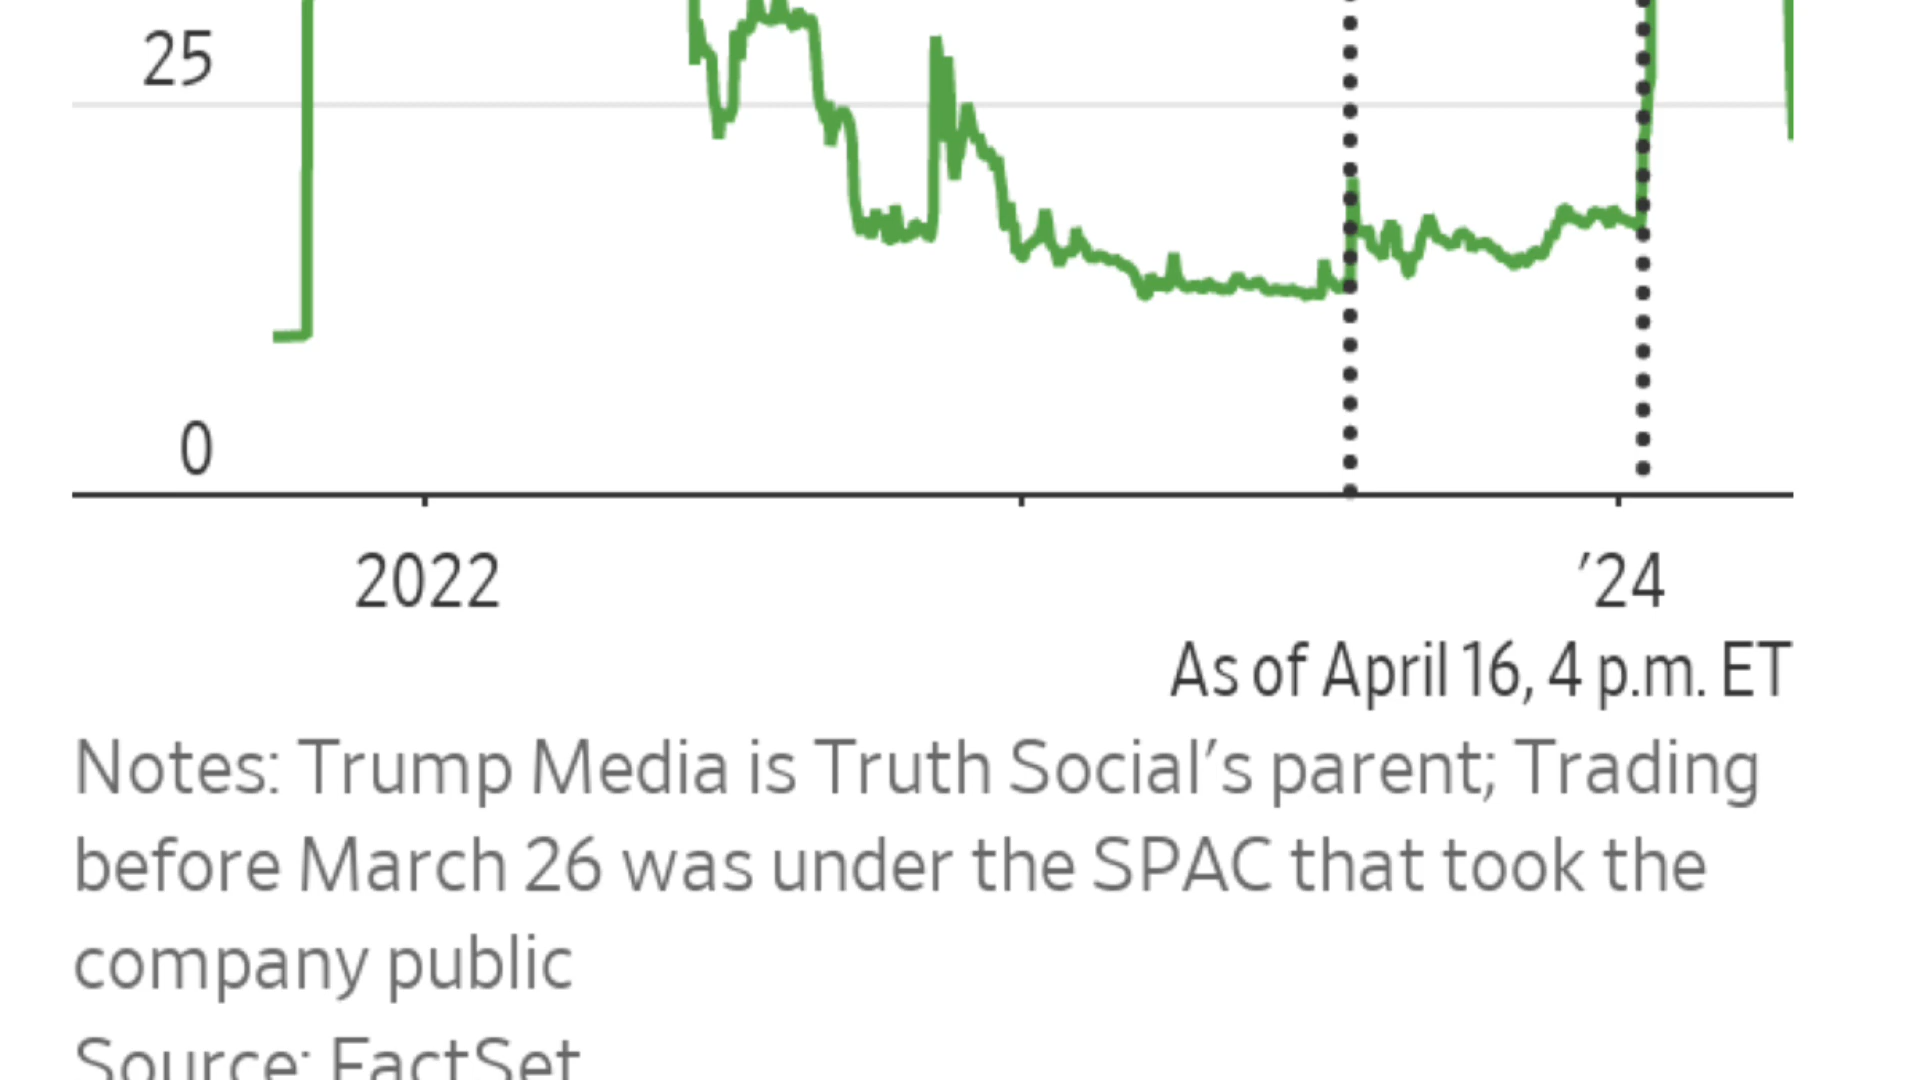 25
0
2022 ’24
As of April 16, 4 p.m. ET
Notes: Trump Media is Truth Social’s parent; Trading
before March 26 was under the SPAC that took the
company public
Source: FactSet